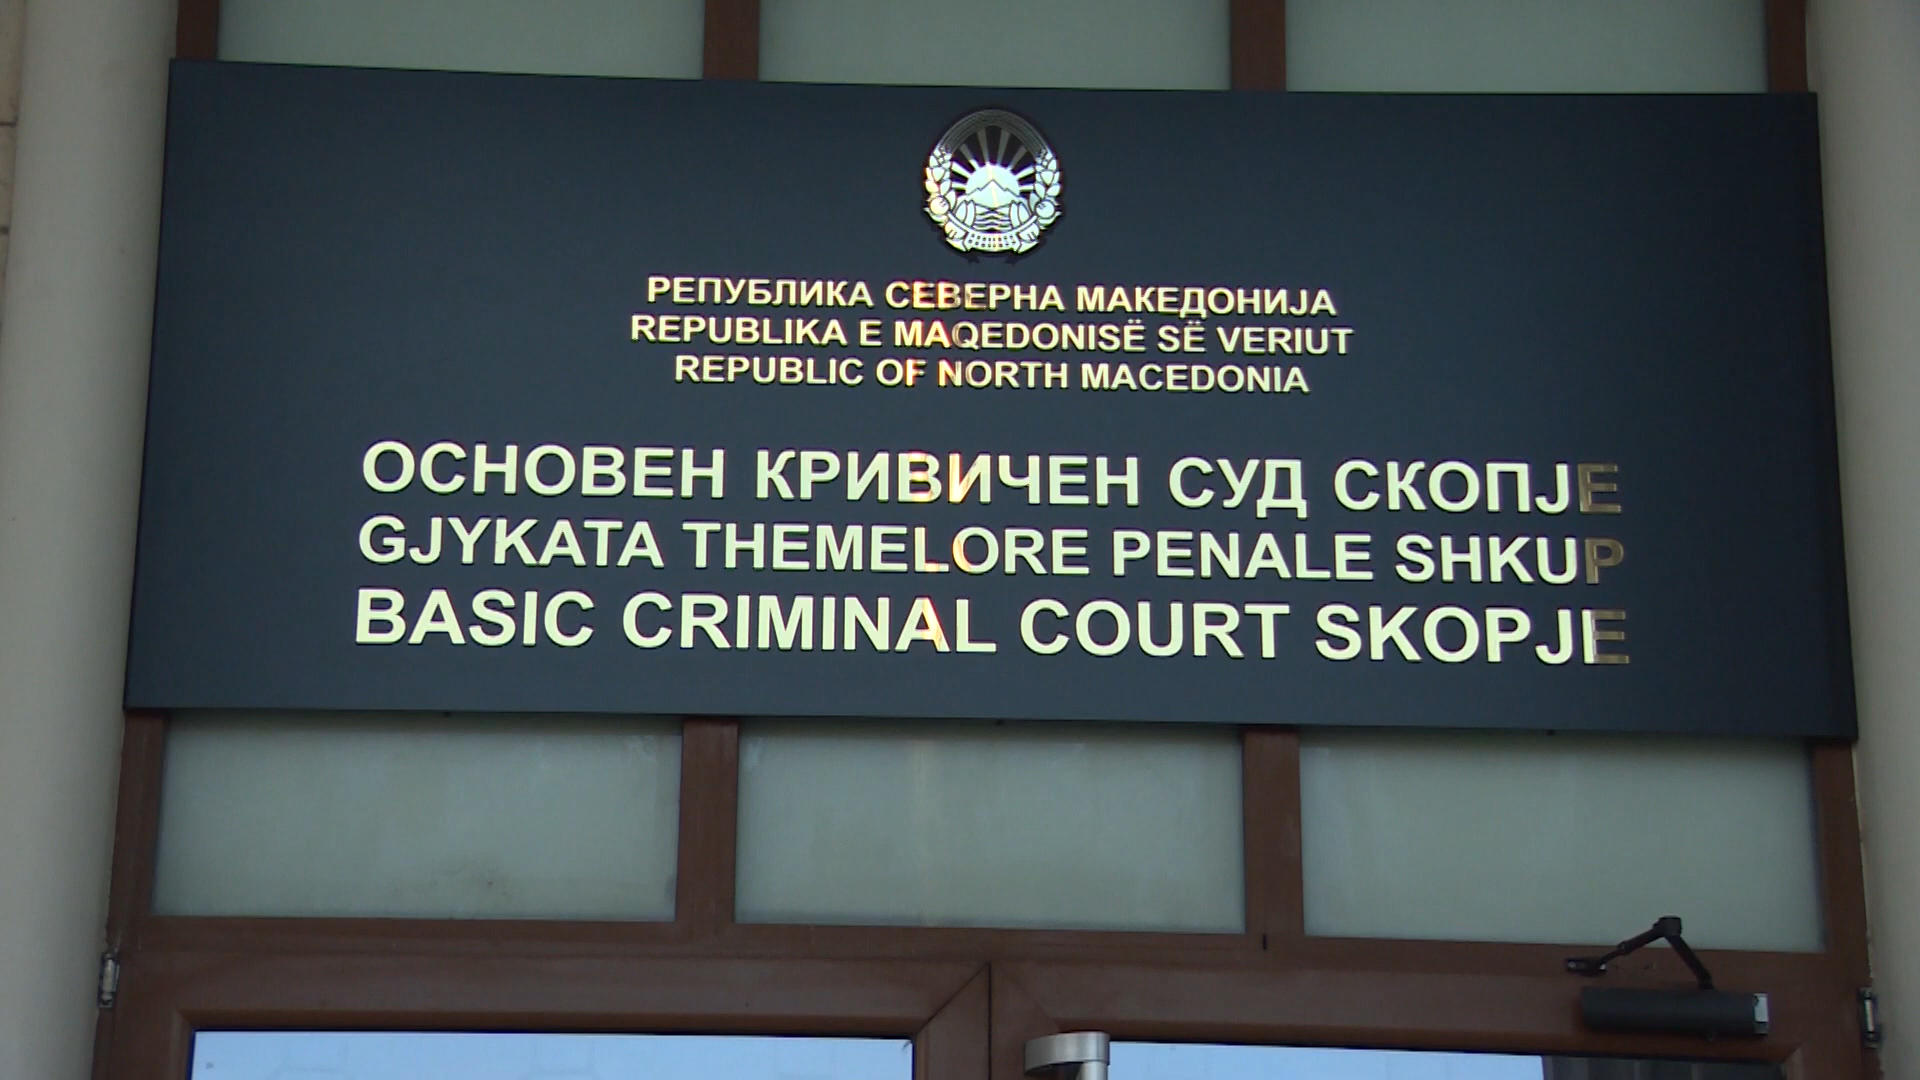 РЕПУБЛИКА СЕВЕРНА МАКЕДОНИЈА
REPUBLIKA E MAQEDONISË SË VERIUT
REPUBLIC OF NORTH MACEDONIA
ОСНОВЕН КРИВИЧЕН СУД СКОПЈЕ
GJYKATA THEMELORE PENALE SHKUP
BASIC CRIMINAL COURT SKOPJE